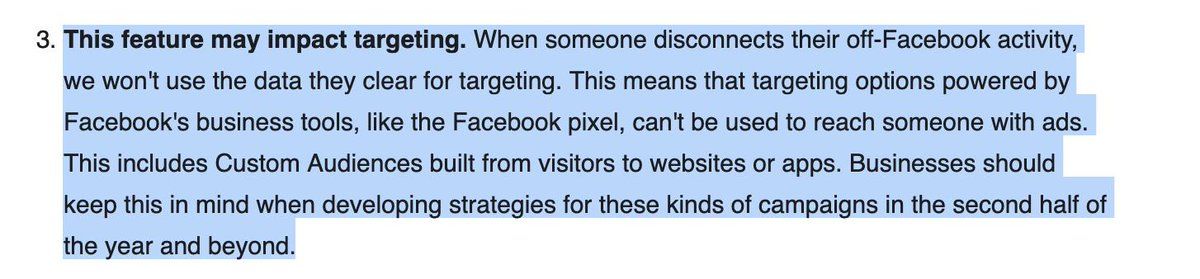 3. This feature may impact targeting. When someone disconnects their off-Facebook activity,
we won't use the data they clear for targeting. This means that targeting options powered by
Facebook's business tools, like the Facebook pixel, can't be used to reach someone with ads.
This includes Custom Audiences built from visitors to websites or apps. Businesses should
keep this in mind when developing strategies for these kinds of campaigns in the second half of
the year and beyond.